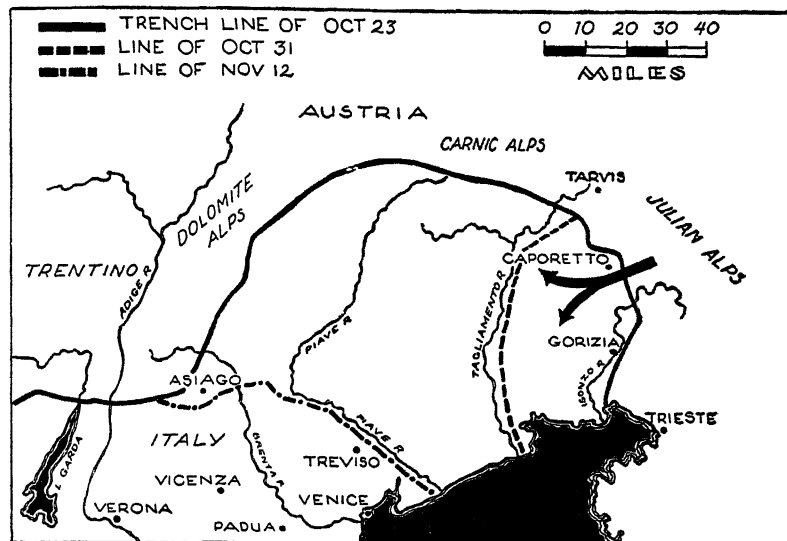 TRENCH LINE OF OCT 23
LINE OF OCT 31
LINE OF NOV 12
0 10 20 30 40
MILES
AUSTRIA
CARNIC ALPS
TARVIS
DOLOMITE
ALPS
JULIAN ALPS
TRENTINO
ADIGE R
CAPORETTO
TAGLIAMENTO R
PIAVE R
GORIZIA
ISONZO R
ASIAGO
TRIESTE
ITALY
BRENTA R
PIAVE R
L GARDA
TREVISO
VICENZA
VENICE
VERONA
PADUA